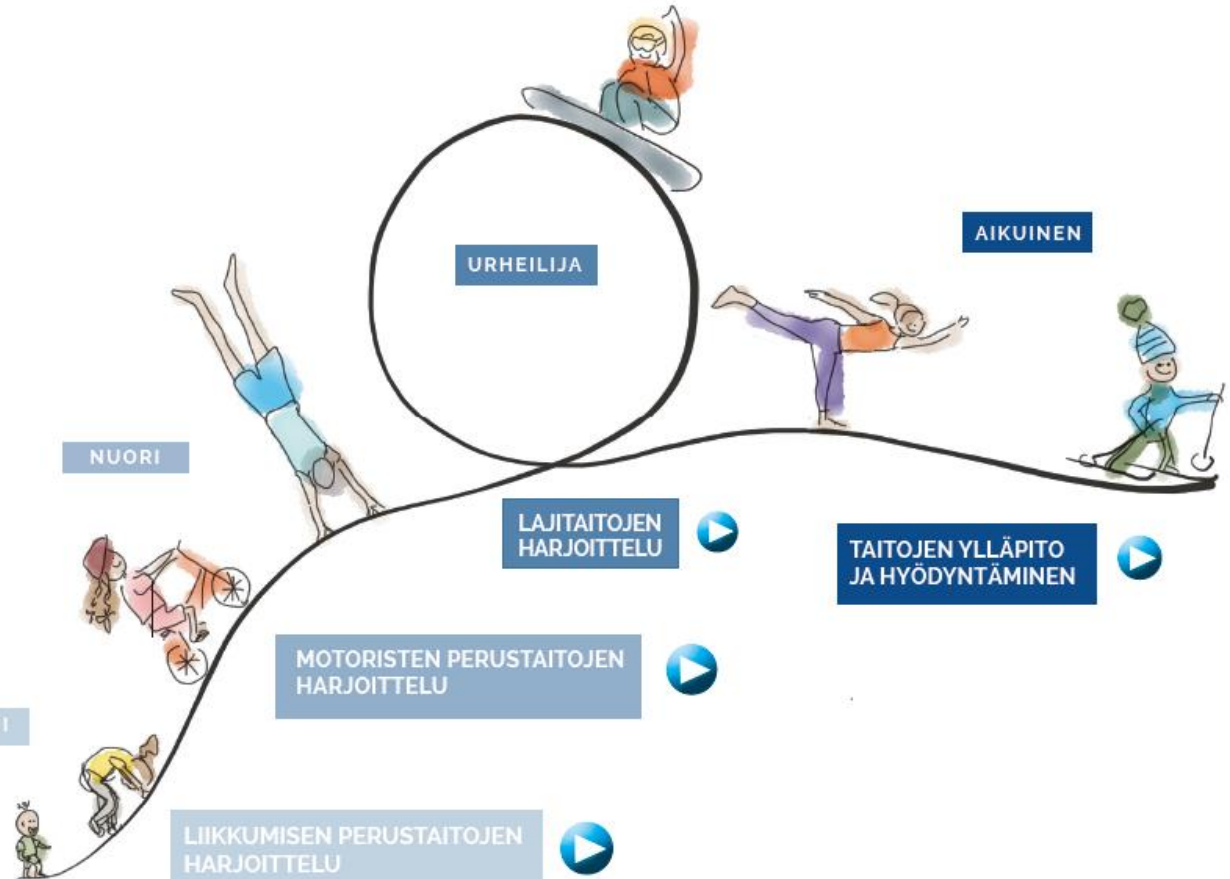 URHEILIJA
AIKUINEN
NUORI
LAJITAITOJEN
HARJOITTELU
TAITOJEN YLLÄPITO
JA HYÖDYNTÄMINEN
MOTORISTEN PERUSTAITOJEN
HARJOITTELU
LIIKKUMISEN PERUSTAITOJEN
HARJOITTELU